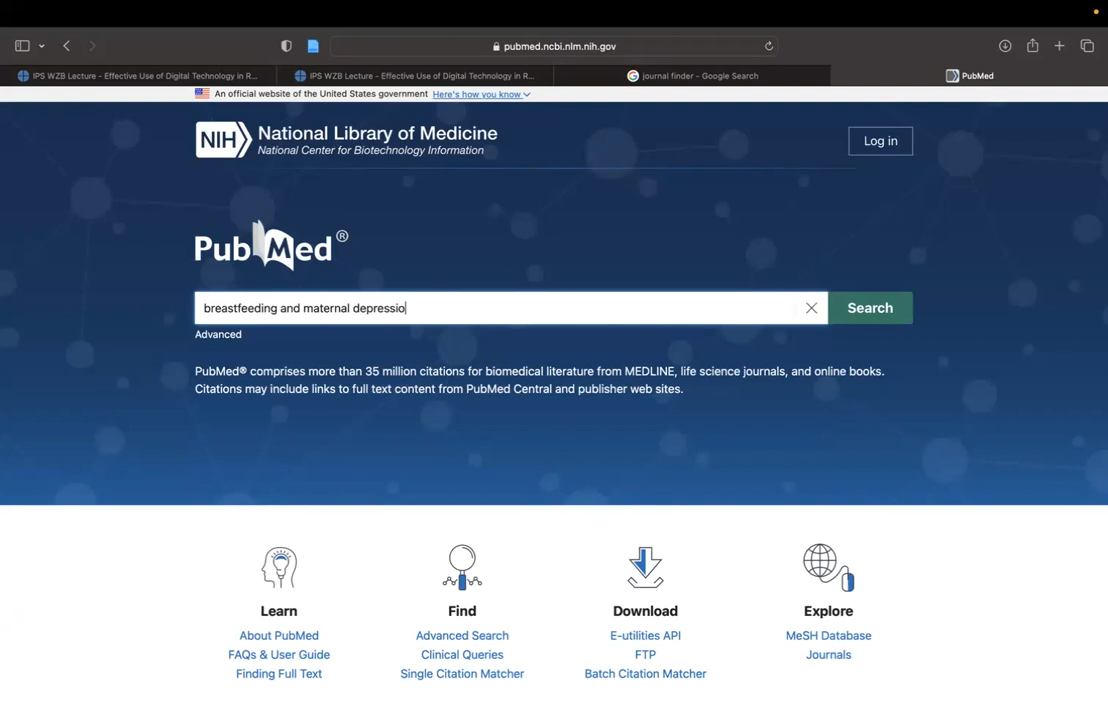 pubmed.ncbi.nlm.nih.gov
IPS WZB Lecture - Effective Use of Digital Technology in R...
IPS WZB Lecture - Effective Use of Digital Technology in R...
journal finder - Google Search
PubMed
An official website of the United States government Here's how you know
NIH National Library of Medicine
National Center for Biotechnology Information
Log in
PubMed®
breastfeeding and maternal depressio
Search
Advanced
PubMed® comprises more than 35 million citations for biomedical literature from MEDLINE, life science journals, and online books.
Citations may include links to full text content from PubMed Central and publisher web sites.
Learn
About PubMed
FAQs & User Guide
Finding Full Text
Find
Advanced Search
Clinical Queries
Single Citation Matcher
Download
E-utilities API
FTP
Batch Citation Matcher
Explore
MeSH Database
Journals